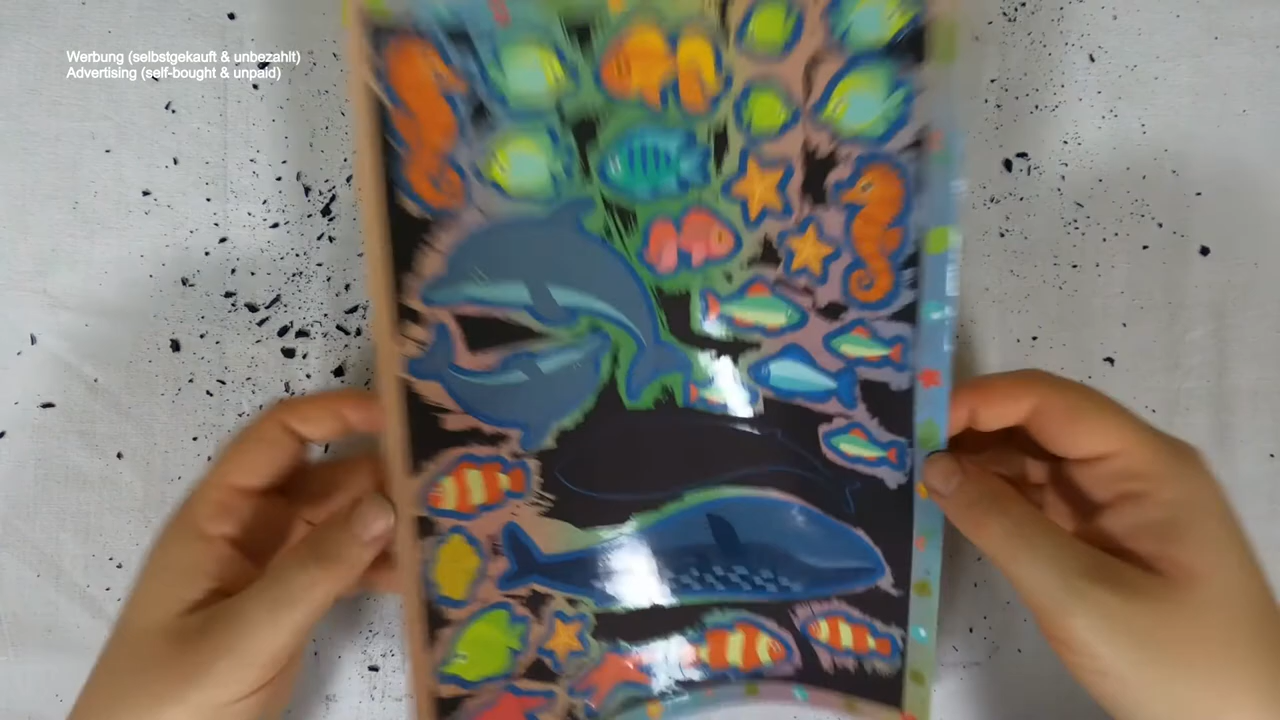 Werbung (selbstgekauft & unbezahlt)
Advertising (self-bought & unpaid)